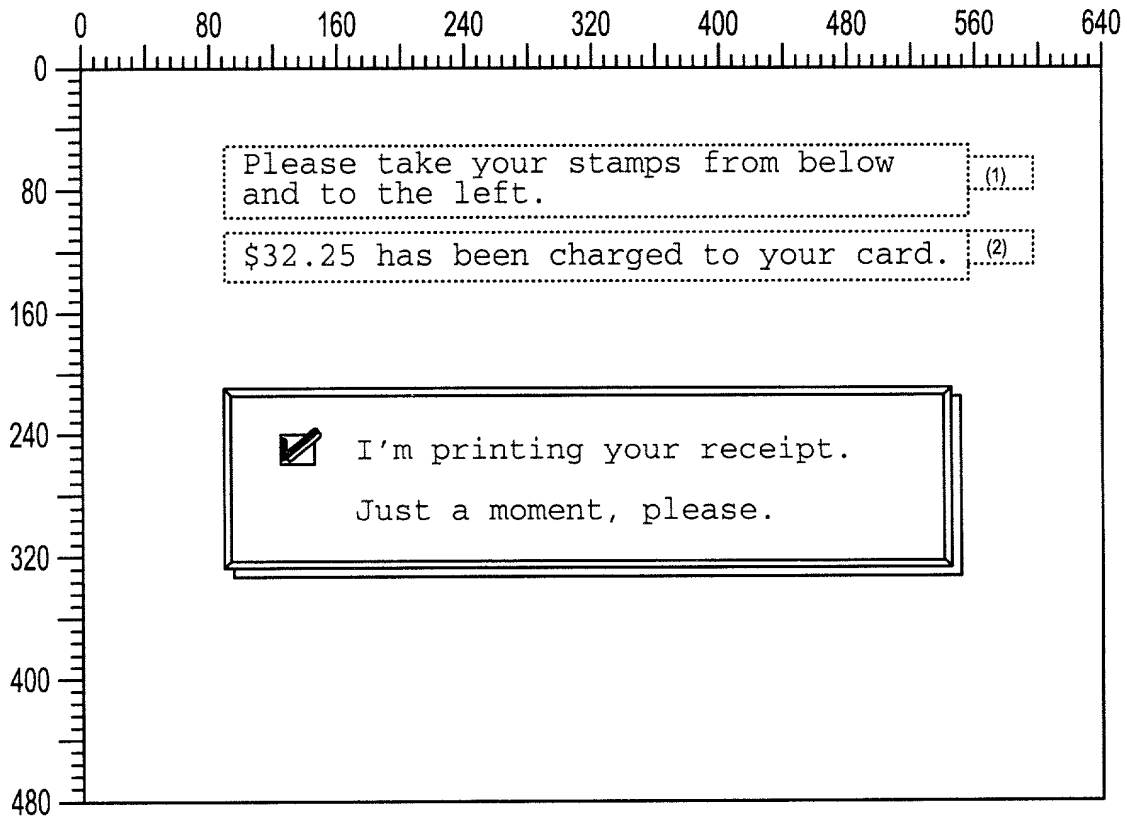 0 80 160 240 320 400 480 560 640
0
Please take your stamps from below
and to the left.
(1)
80
$32.25 has been charged to your card.
(2)
160
240
I'm printing your receipt.
Just a moment, please.
320
400
480